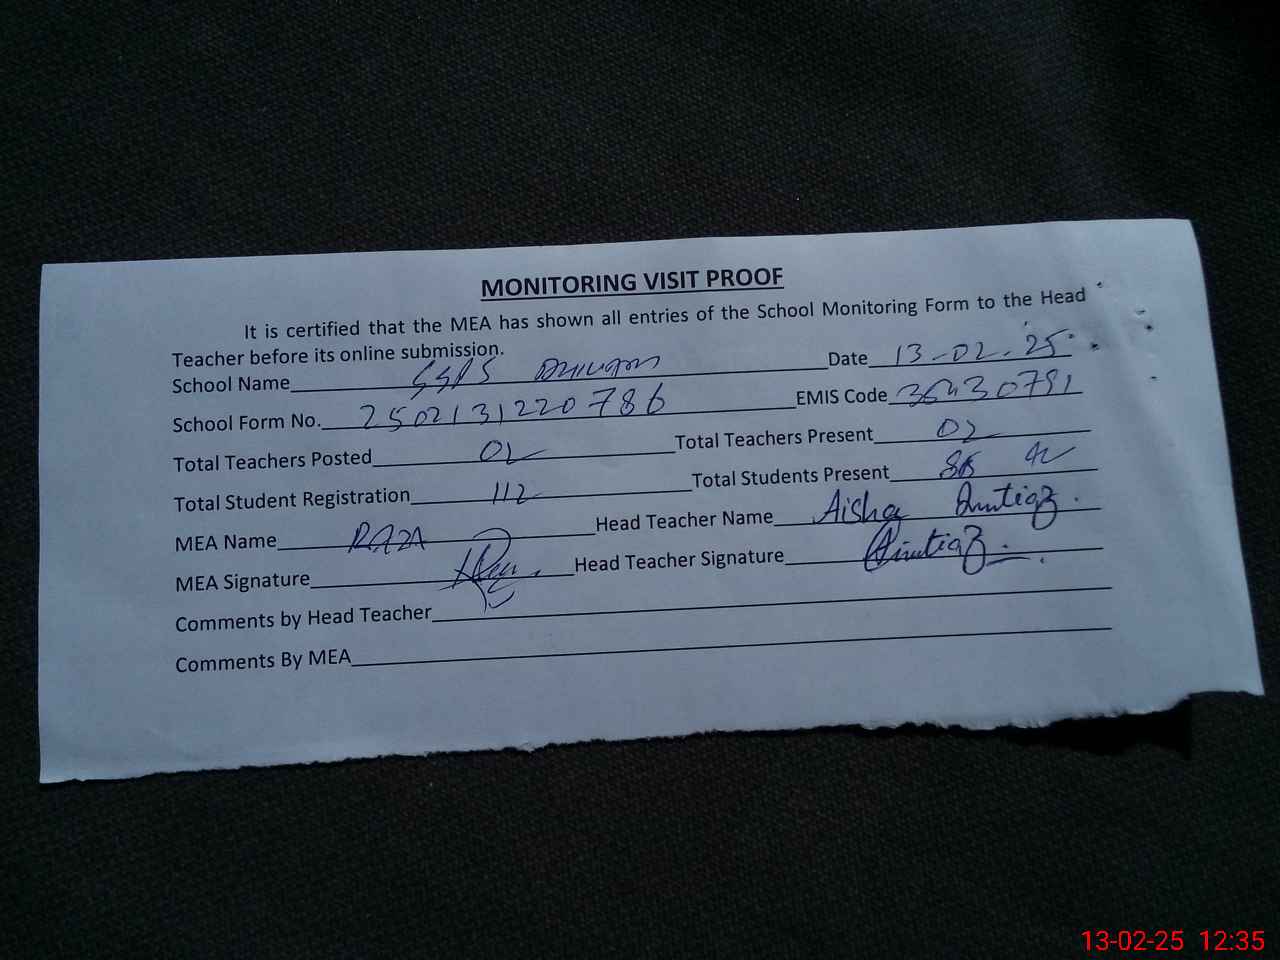 MONITORING VISIT PROOF
It is certified that the MEA has shown all entries of the School Monitoring Form to the Head
Teacher before its online submission.
School Name GGPS Date 13-02-25
School Form No. 2502131220786 EMIS Code 36430791
Total Teachers Posted 02 Total Teachers Present 02
Total Student Registration 112 Total Students Present
MEA Name RAZA Head Teacher Name Aisha Imtiaz.
MEA Signature Head Teacher Signature Aimtiaz.
Comments by Head Teacher
Comments By MEA
13-02-25 12:35